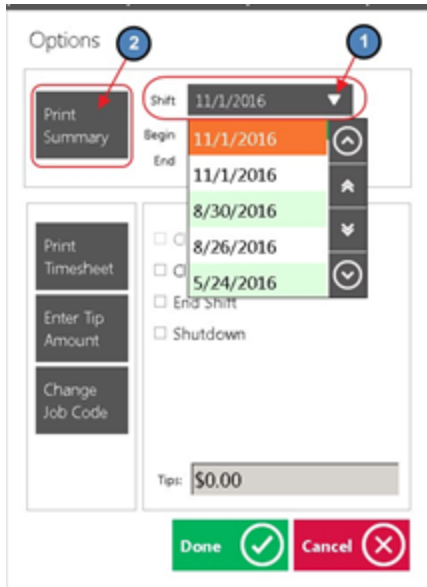 Options
2
1
Print
Summary
Shift
11/1/2016
Begin
End
11/1/2016
11/1/2016
8/30/2016
8/26/2016
5/24/2016
Print
Timesheet
Enter Tip
Amount
Change
Job Code
End Shift
Shutdown
Tips:
$0.00
Done
Cancel